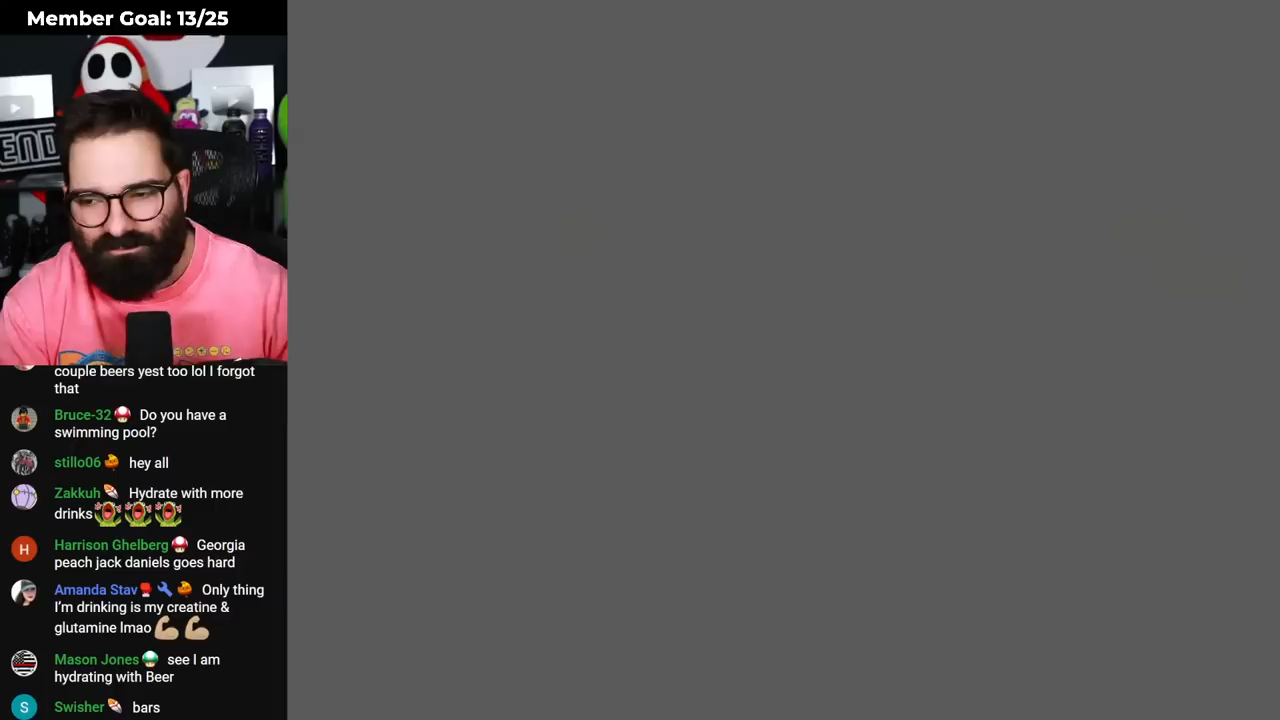 Member Goal: 13/25
END
couple beers yest too lol I forgot
that
Bruce-32 Do you have a
swimming pool?
stillo06 hey all
Zakkuh Hydrate with more
drinks
H Harrison Ghelberg Georgia
peach jack daniels goes hard
Amanda Stav Only thing
I'm drinking is my creatine &
glutamine lmao
Mason Jones see I am
hydrating with Beer
S Swisher bars